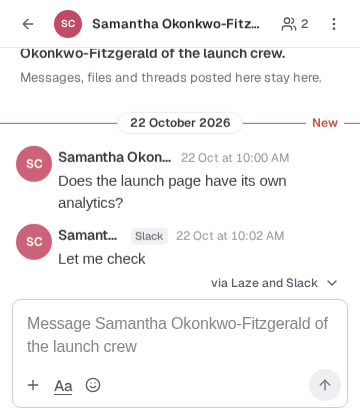 SC Samantha Okonkwo-Fitz... 2
Okonkwo-Fitzgerald of the launch crew.
Messages, files and threads posted here stay here.
22 October 2026 New
SC Samantha Okon... 22 Oct at 10:00 AM
Does the launch page have its own
analytics?
SC Samant... Slack 22 Oct at 10:02 AM
Let me check
via Laze and Slack
Message Samantha Okonkwo-Fitzgerald of
the launch crew
Aa